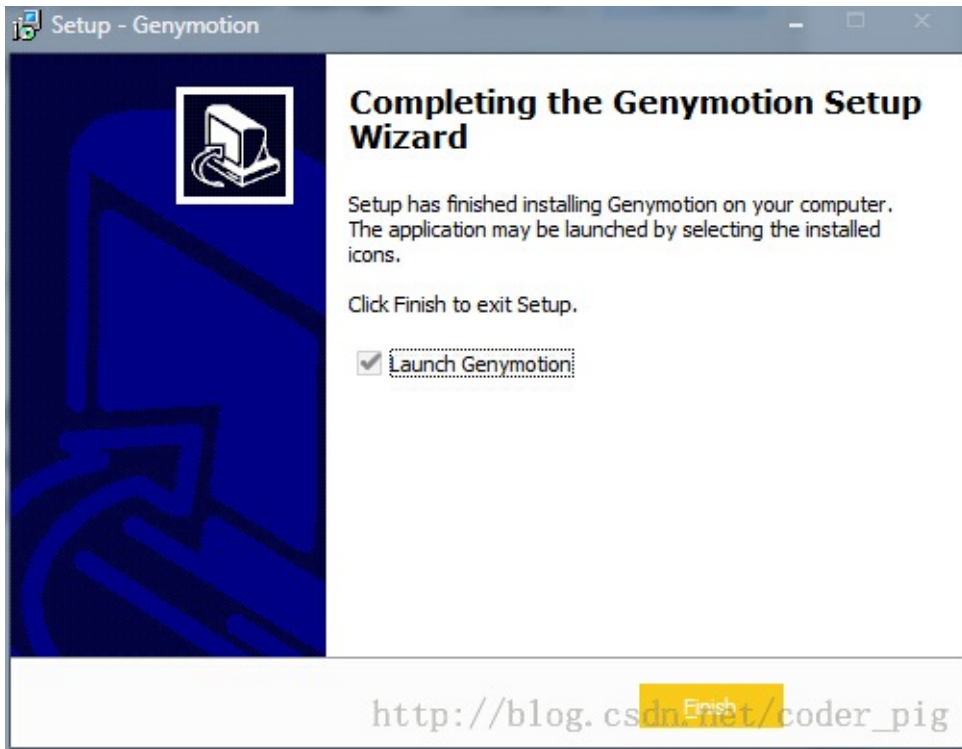 Setup - Genymotion
Completing the Genymotion Setup
Wizard
Setup has finished installing Genymotion on your computer.
The application may be launched by selecting the installed
icons.
Click Finish to exit Setup.
Launch Genymotion
Finish
http://blog.csdn.net/coder_pig